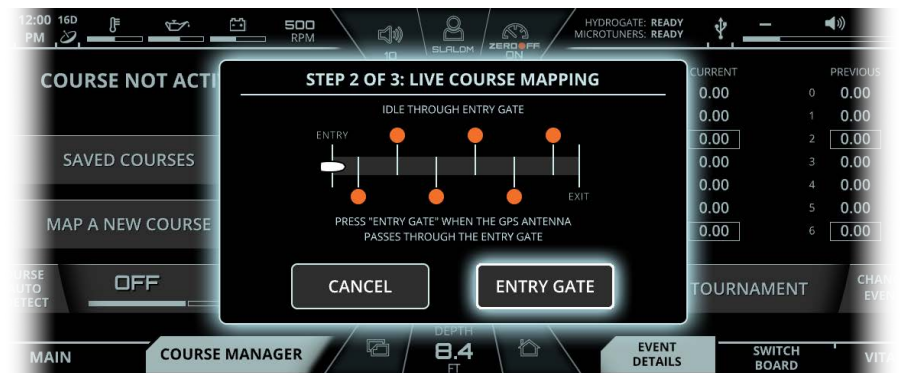 12:00 16D
PM
500
RPM
10
SLALOM
ZEROOFF
ON
HYDROGATE: READY
MICROTUNERS: READY
COURSE NOT ACTI
SAVED COURSES
MAP A NEW COURSE
URSE
UTO
TECT
OFF
STEP 2 OF 3: LIVE COURSE MAPPING
IDLE THROUGH ENTRY GATE
ENTRY
EXIT
PRESS "ENTRY GATE" WHEN THE GPS ANTENNA
PASSES THROUGH THE ENTRY GATE
CANCEL
ENTRY GATE
CURRENT PREVIOUS
0.00 0 0.00
0.00 1 0.00
0.00 2 0.00
0.00 3 0.00
0.00 4 0.00
0.00 5 0.00
0.00 6 0.00
TOURNAMENT
CHAN
EVE
MAIN
COURSE MANAGER
DEPTH
8.4
FT
EVENT
DETAILS
SWITCH
BOARD
VITA